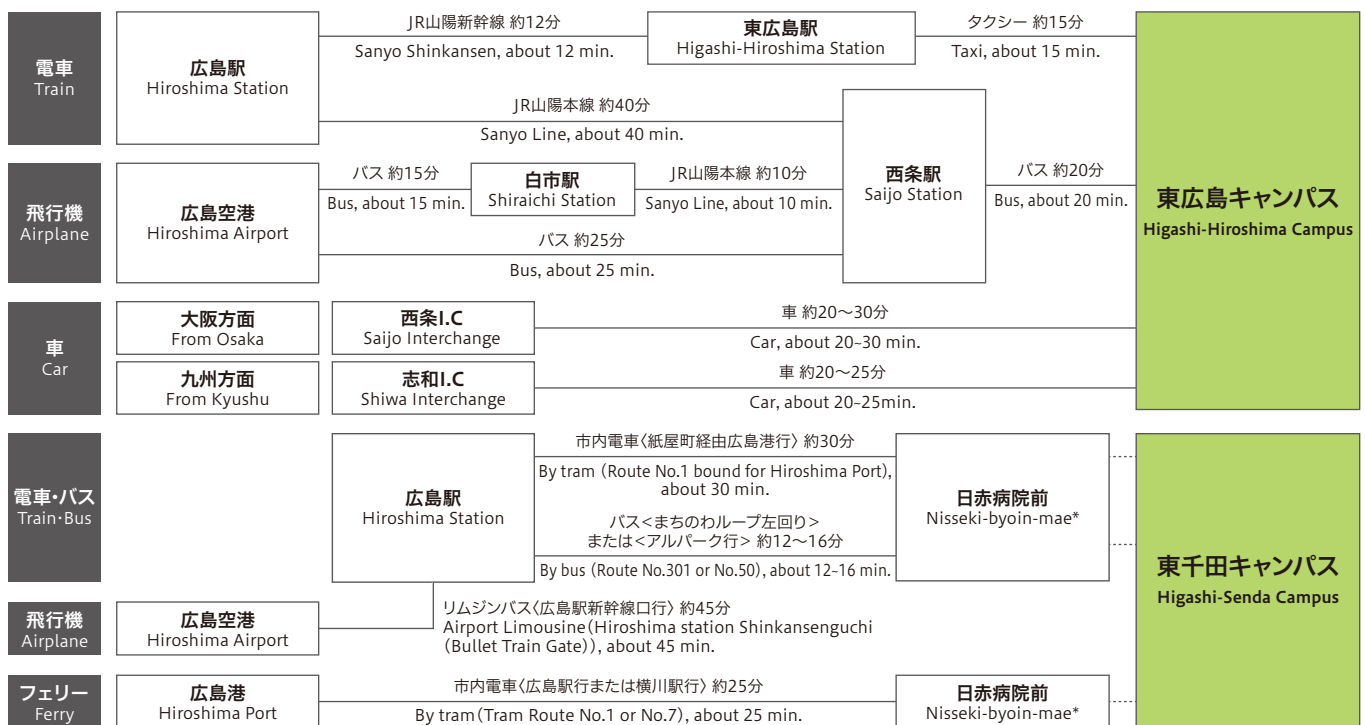 電車
Train
広島駅
Hiroshima Station
JR山陽新幹線 約12分
Sanyo Shinkansen, about 12 min.
東広島駅
Higashi-Hiroshima Station
タクシー 約15分
Taxi, about 15 min.
JR山陽本線 約40分
Sanyo Line, about 40 min.
飛行機
Airplane
広島空港
Hiroshima Airport
バス 約15分
Bus, about 15 min.
白市駅
Shiraichi Station
JR山陽本線 約10分
Sanyo Line, about 10 min.
バス 約25分
Bus, about 25 min.
西条駅
Saijo Station
バス 約20分
Bus, about 20 min.
東広島キャンパス
Higashi-Hiroshima Campus
車
Car
大阪方面
From Osaka
西条I.C
Saijo Interchange
車 約20～30分
Car, about 20~30 min.
九州方面
From Kyushu
志和I.C
Shiwa Interchange
車 約20～25分
Car, about 20~25min.
電車・バス
Train・Bus
広島駅
Hiroshima Station
市内電車〈紙屋町経由広島港行〉 約30分
By tram (Route No.1 bound for Hiroshima Port),
about 30 min.
バス<まちのわループ左回り>
または<アルパーク行> 約12～16分
By bus (Route No.301 or No.50), about 12~16 min.
日赤病院前
Nisseki-byoin-mae*
東千田キャンパス
Higashi-Senda Campus
飛行機
Airplane
広島空港
Hiroshima Airport
リムジンバス〈広島駅新幹線口行〉 約45分
Airport Limousine(Hiroshima station Shinkansenguchi
(Bullet Train Gate)), about 45 min.
フェリー
Ferry
広島港
Hiroshima Port
市内電車〈広島駅行または横川駅行〉 約25分
By tram(Tram Route No.1 or No.7), about 25 min.
日赤病院前
Nisseki-byoin-mae*